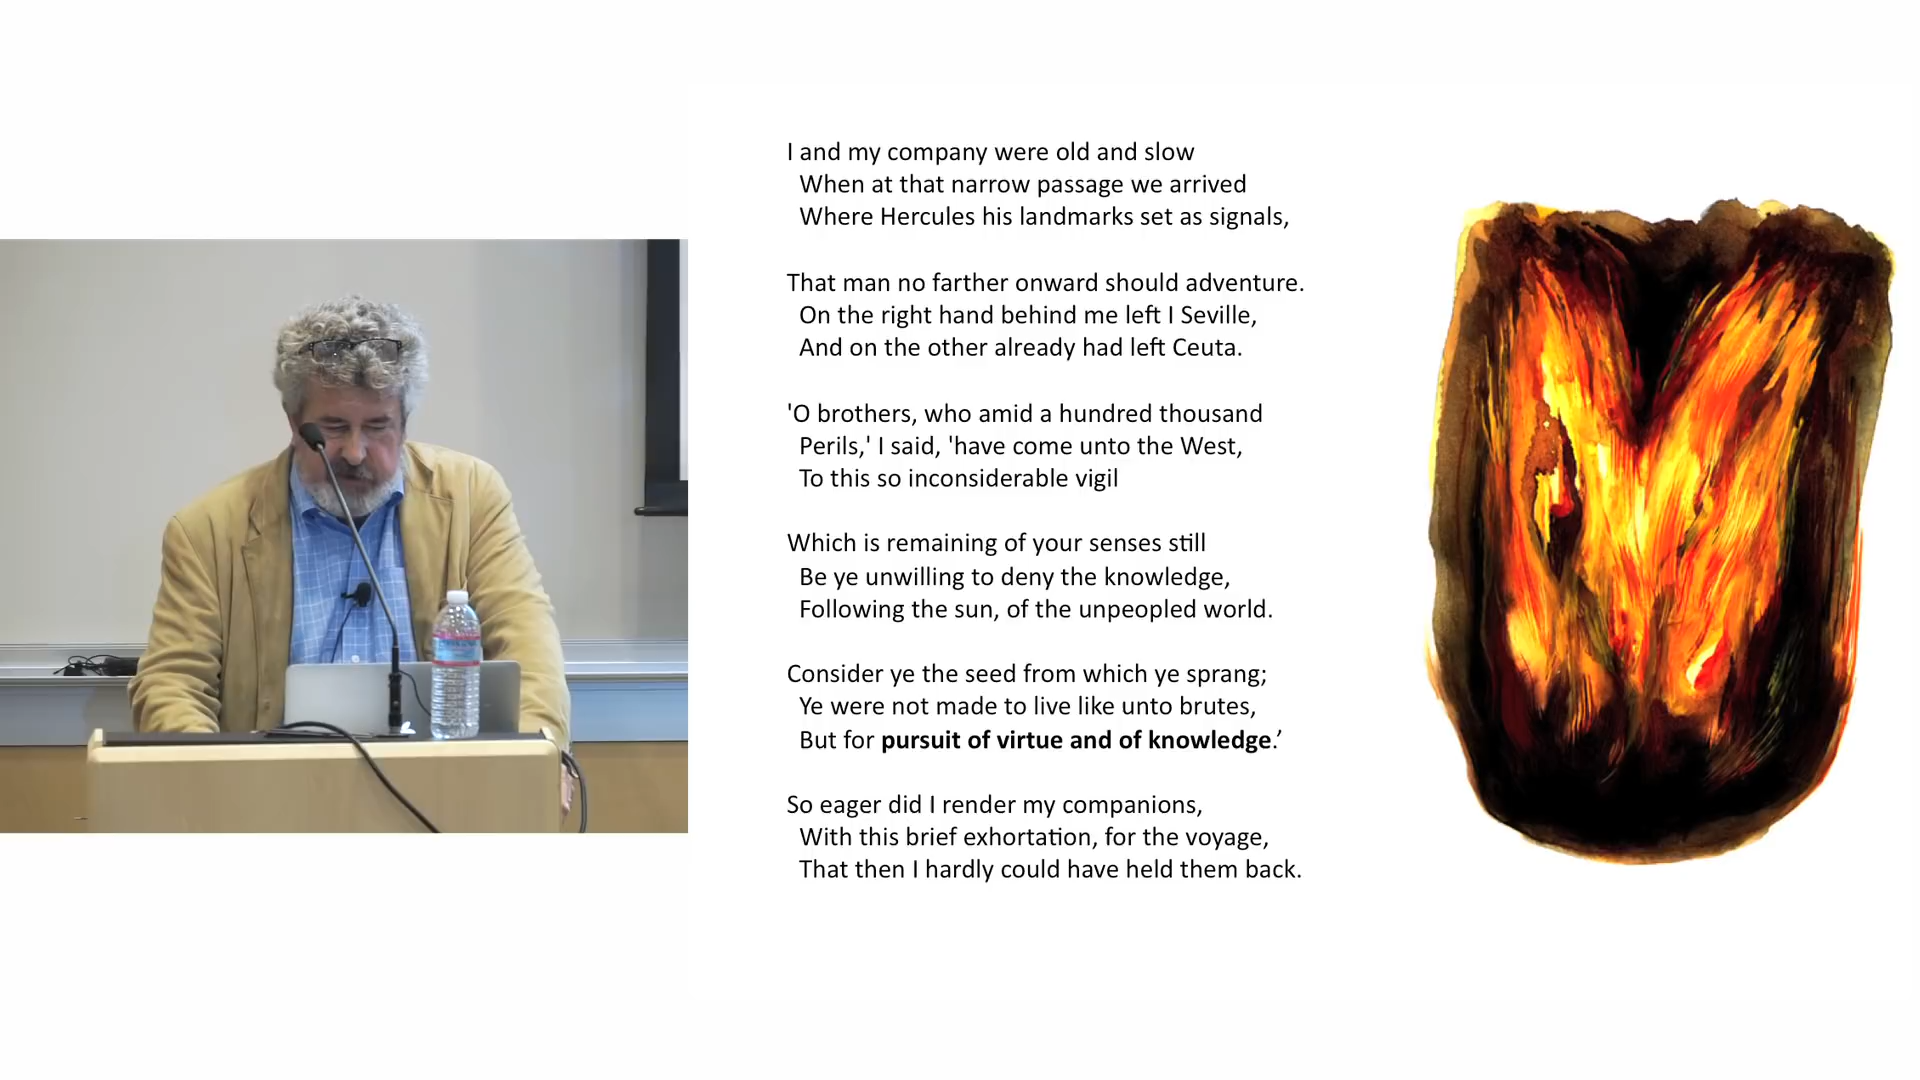 I and my company were old and slow
When at that narrow passage we arrived
Where Hercules his landmarks set as signals,
That man no farther onward should adventure.
On the right hand behind me left I Seville,
And on the other already had left Ceuta.
'O brothers, who amid a hundred thousand
Perils,' I said, 'have come unto the West,
To this so inconsiderable vigil
Which is remaining of your senses still
Be ye unwilling to deny the knowledge,
Following the sun, of the unpeopled world.
Consider ye the seed from which ye sprang;
Ye were not made to live like unto brutes,
But for pursuit of virtue and of knowledge.’
So eager did I render my companions,
With this brief exhortation, for the voyage,
That then I hardly could have held them back.